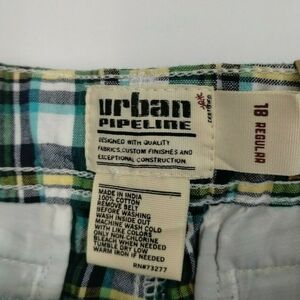 urban
PIPELINE
DESIGNED WITH QUALITY
FABRICS, CUSTOM FINISHES AND
EXCEPTIONAL CONSTRUCTION.
18 REGULAR
MADE IN INDIA
100% COTTON
REMOVE BELT
BEFORE WASHING
WASH INSIDE OUT
MACHINE WASH COLD
WITH LIKE COLORS
ONLY NON-CHLORINE
BLEACH WHEN NEEDED
TUMBLE DRY LOW
WARM IRON IF NEEDED
RN#73277